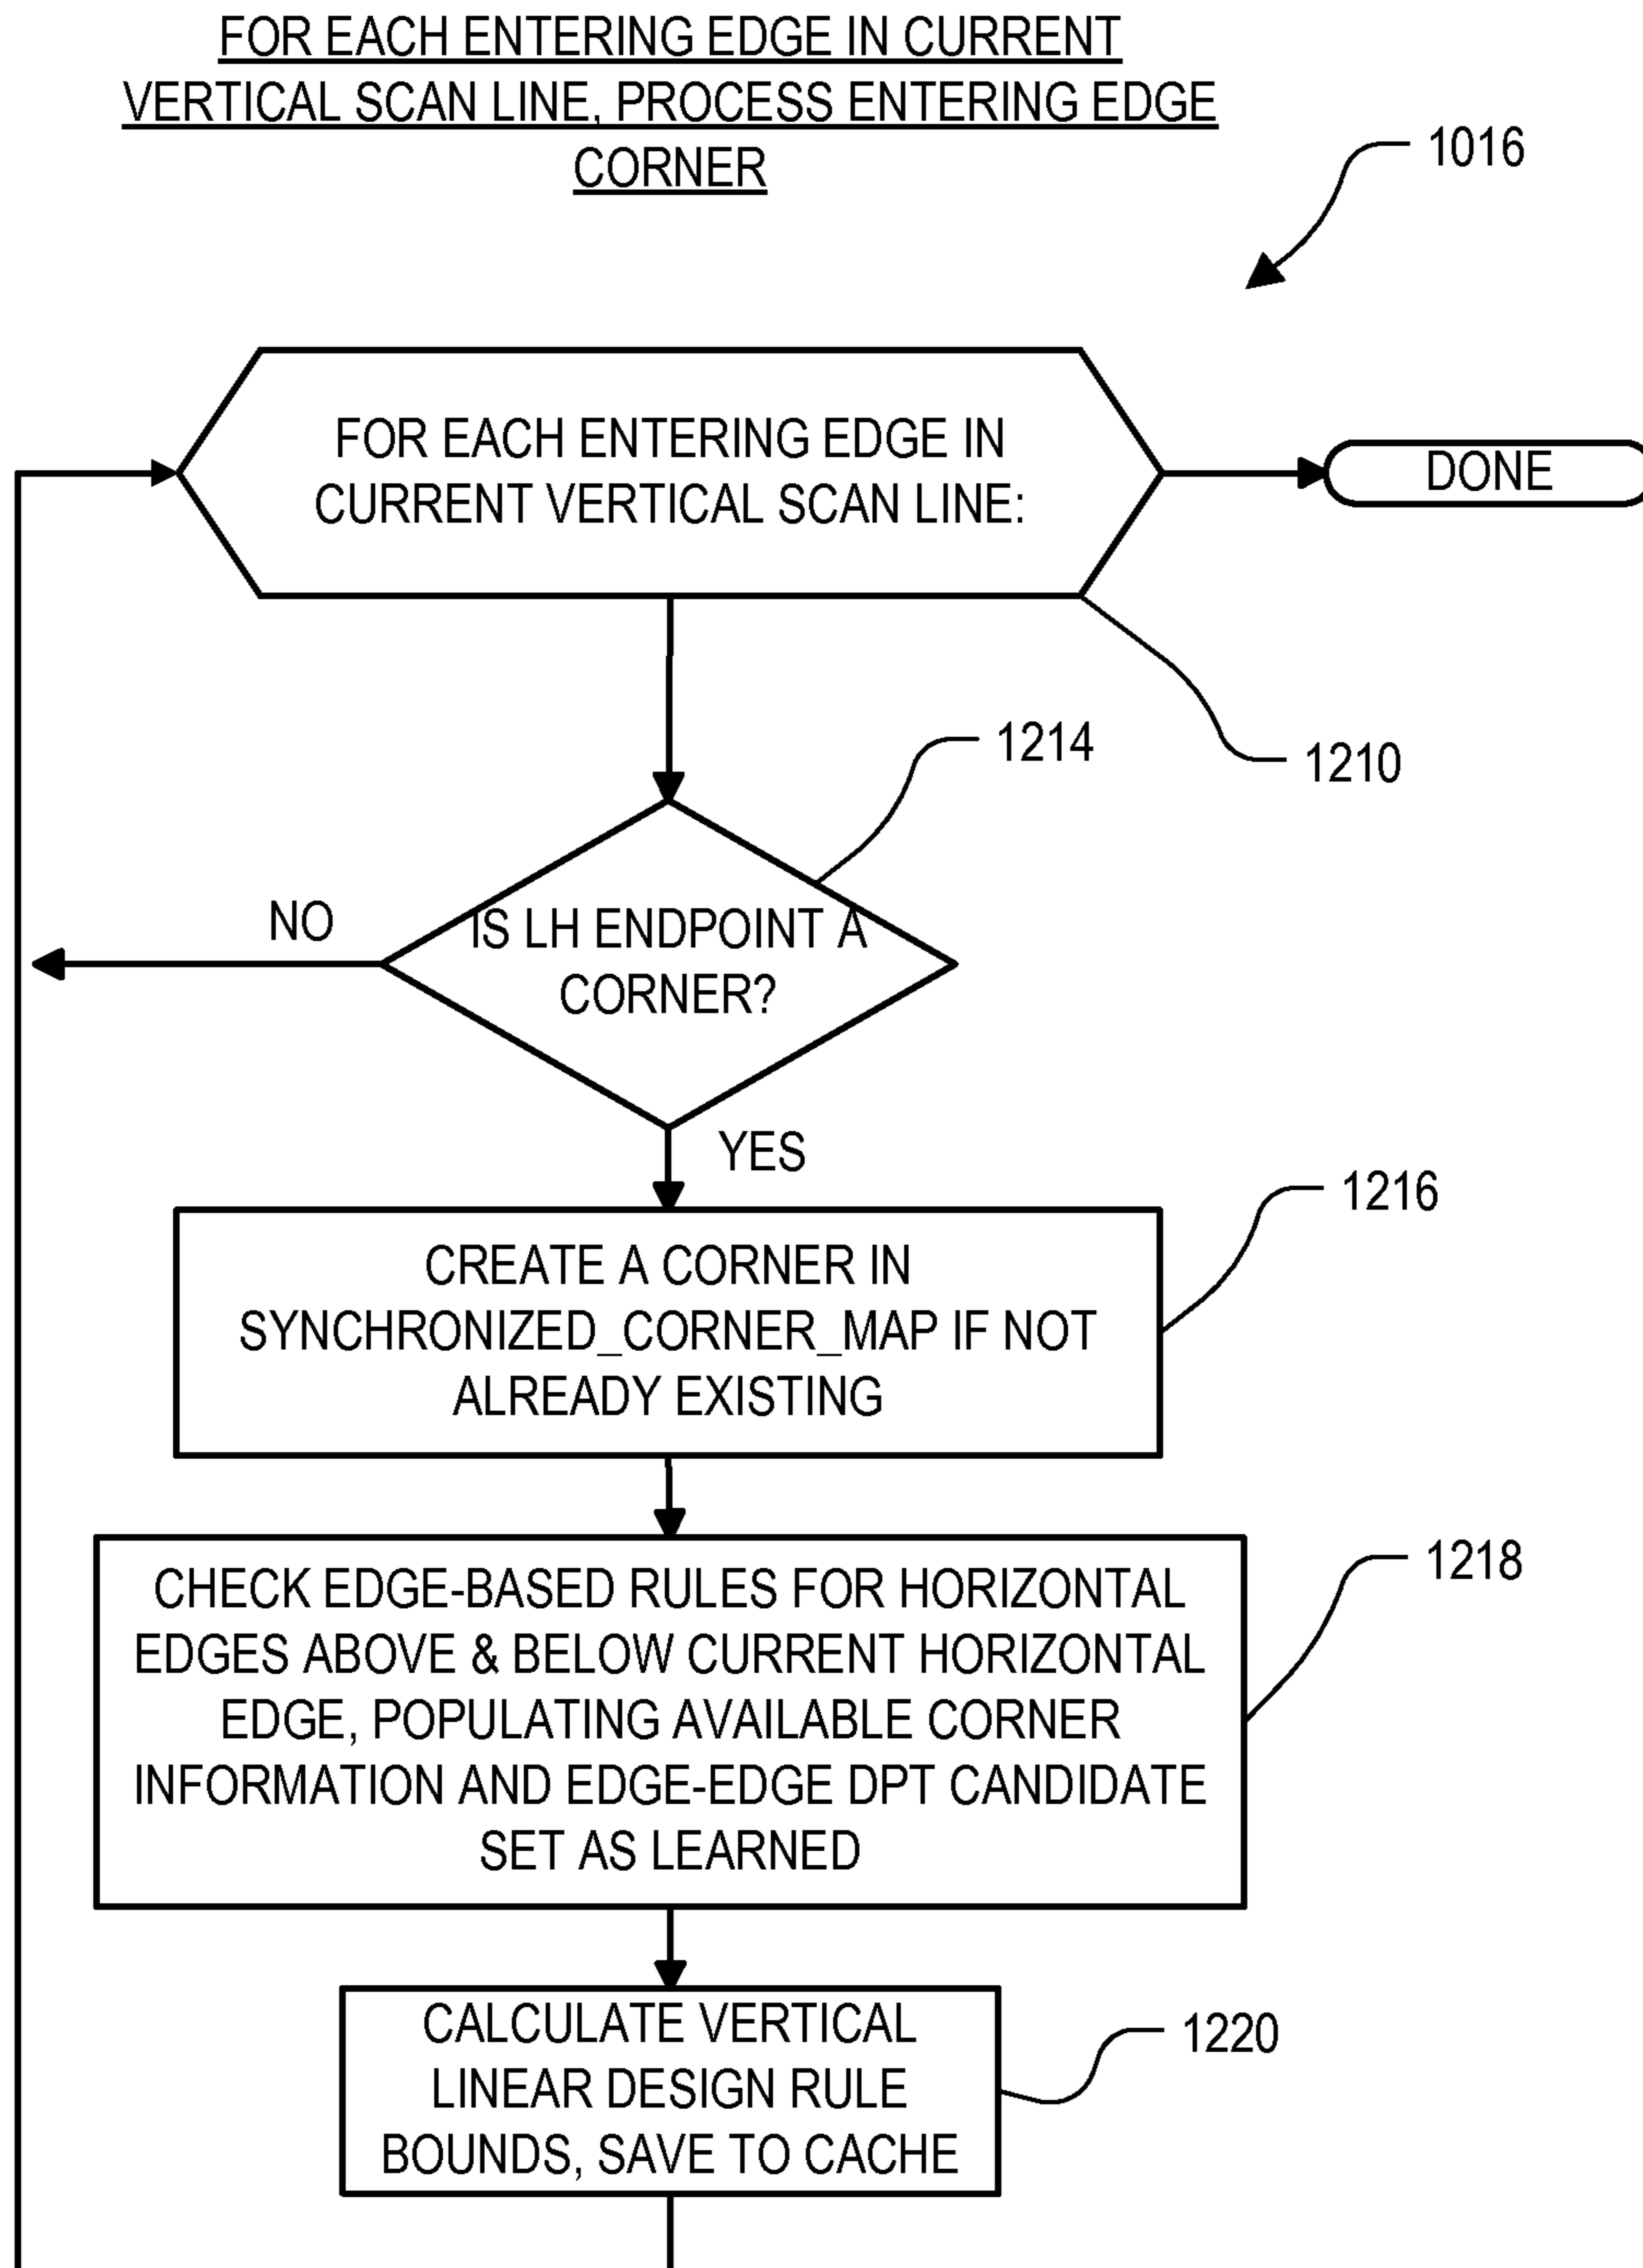 FOR EACH ENTERING EDGE IN CURRENT
VERTICAL SCAN LINE, PROCESS ENTERING EDGE
CORNER
1016
FOR EACH ENTERING EDGE IN
CURRENT VERTICAL SCAN LINE:
DONE
1214
1210
NO
IS LH ENDPOINT A
CORNER?
YES
1216
CREATE A CORNER IN
SYNCHRONIZED_CORNER_MAP IF NOT
ALREADY EXISTING
1218
CHECK EDGE-BASED RULES FOR HORIZONTAL
EDGES ABOVE & BELOW CURRENT HORIZONTAL
EDGE, POPULATING AVAILABLE CORNER
INFORMATION AND EDGE-EDGE DPT CANDIDATE
SET AS LEARNED
CALCULATE VERTICAL
LINEAR DESIGN RULE
BOUNDS, SAVE TO CACHE
1220